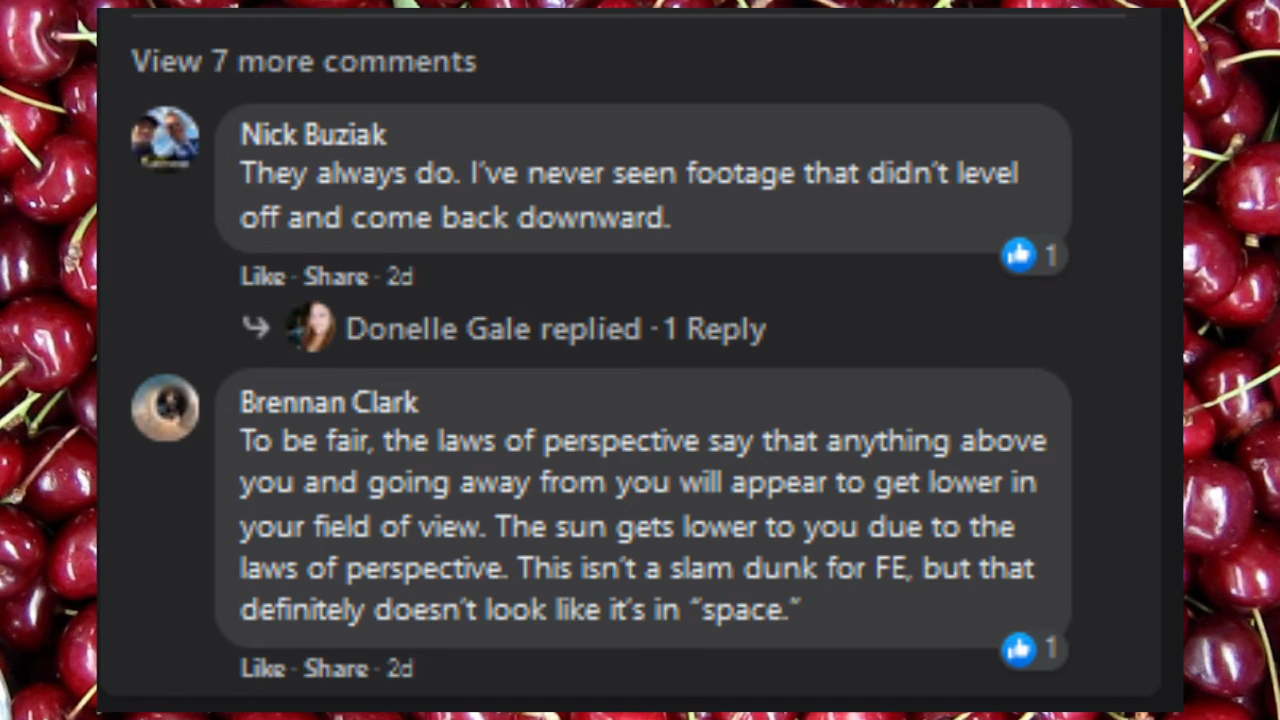 View 7 more comments
Nick Buziak
They always do. I've never seen footage that didn't level
off and come back downward.
1
Like · Share · 2d
Donelle Gale replied · 1 Reply
Brennan Clark
To be fair, the laws of perspective say that anything above
you and going away from you will appear to get lower in
your field of view. The sun gets lower to you due to the
laws of perspective. This isn't a slam dunk for FE, but that
definitely doesn't look like it's in “space.”
1
Like · Share · 2d